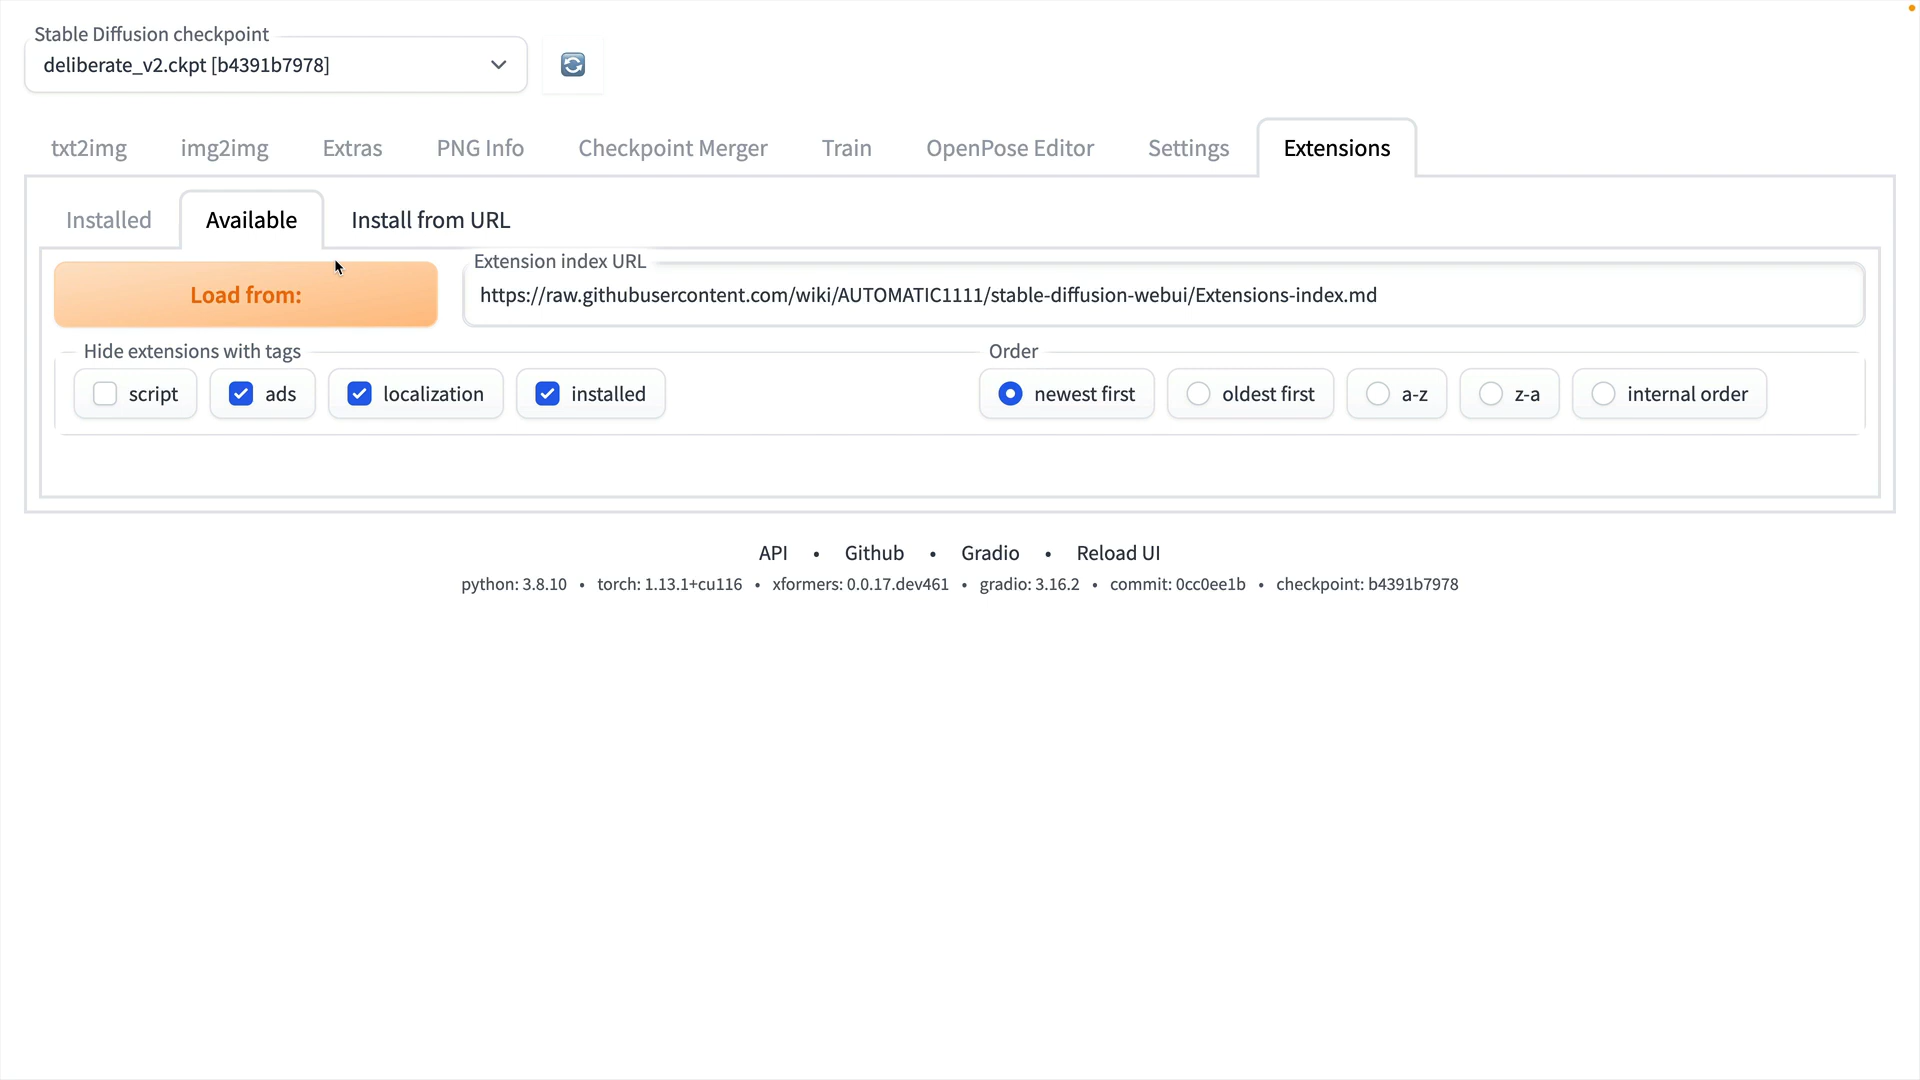 Stable Diffusion checkpoint
deliberate_v2.ckpt [b4391b7978]
txt2img img2img Extras PNG Info Checkpoint Merger Train OpenPose Editor Settings Extensions
Installed Available Install from URL
Load from:
Extension index URL
https://raw.githubusercontent.com/wiki/AUTOMATIC1111/stable-diffusion-webui/Extensions-index.md
Hide extensions with tags
script ads localization installed
Order
newest first oldest first a-z z-a internal order
API • Github • Gradio • Reload UI
python: 3.8.10 • torch: 1.13.1+cu116 • xformers: 0.0.17.dev461 • gradio: 3.16.2 • commit: 0cc0ee1b • checkpoint: b4391b7978